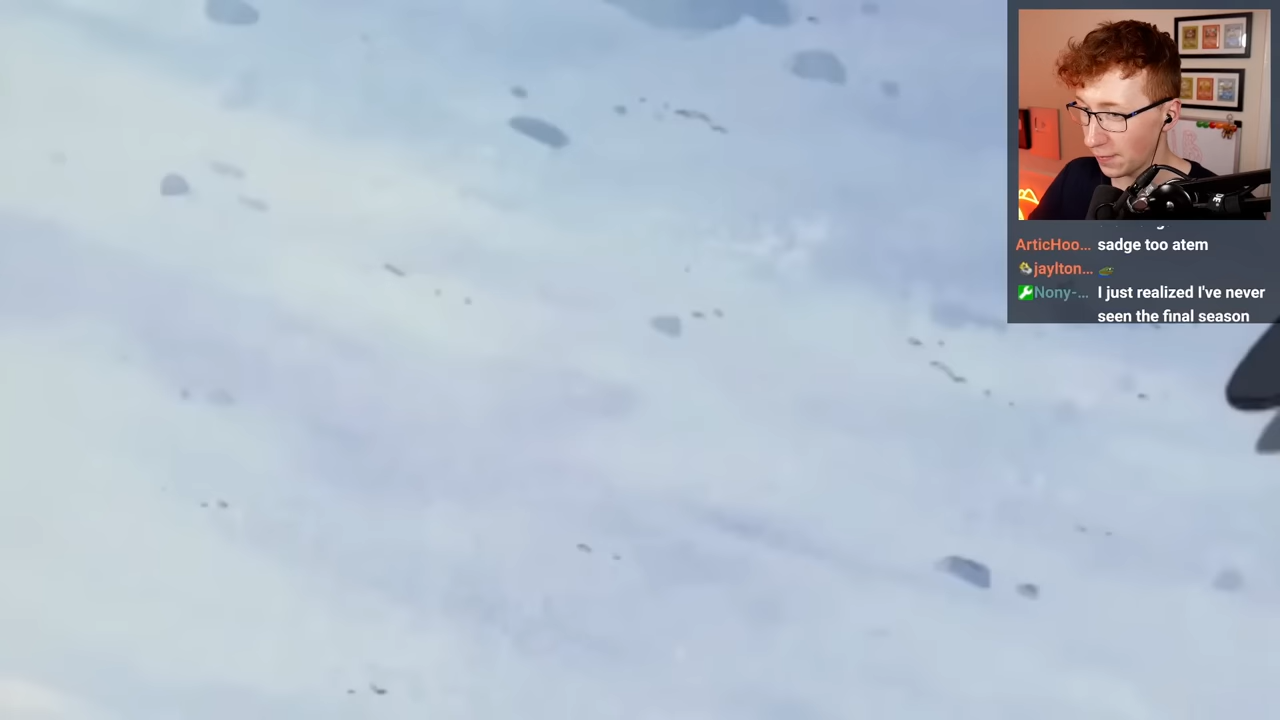 ArticHoo... sadge too atem
jaylton...
Nony-... I just realized I've never
seen the final season